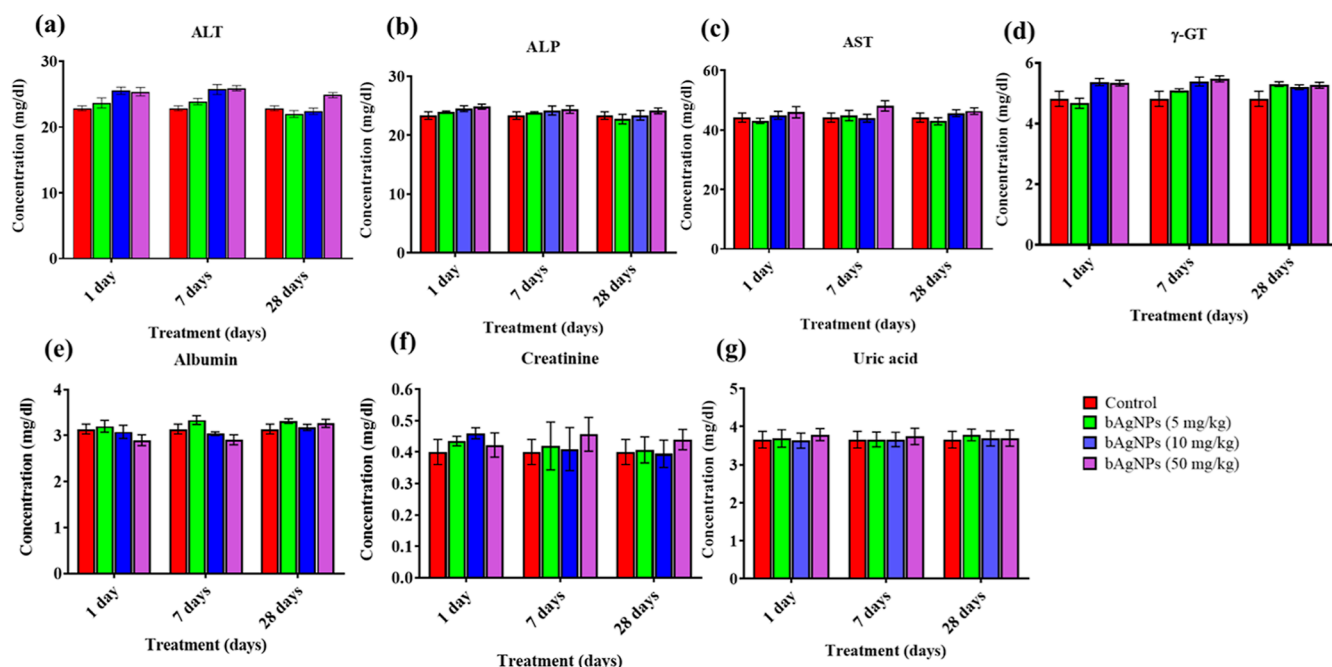 (a)
ALT
Concentration (mg/dl)
30
20
10
0
1 day
7 days
28 days
Treatment (days)
(b)
ALP
Concentration (mg/dl)
30
20
10
0
1 day
7 days
28 days
Treatment (days)
(c)
AST
Concentration (mg/dl)
60
40
20
0
1 day
7 days
28 days
Treatment (days)
(d)
γ-GT
Concentration (mg/dl)
6
4
2
0
1 day
7 days
28 days
Treatment (days)
(e)
Albumin
Concentration (mg/dl)
4
3
2
1
0
1 day
7 days
28 days
Treatment (days)
(f)
Creatinine
Concentration (mg/dl)
0.6
0.5
0.4
0.3
0.2
0.1
0.0
1 day
7 days
28 days
Treatment (days)
(g)
Uric acid
Concentration (mg/dl)
5
4
3
2
1
0
1 day
7 days
28 days
Treatment (days)
Control
bAgNPs (5 mg/kg)
bAgNPs (10 mg/kg)
bAgNPs (50 mg/kg)